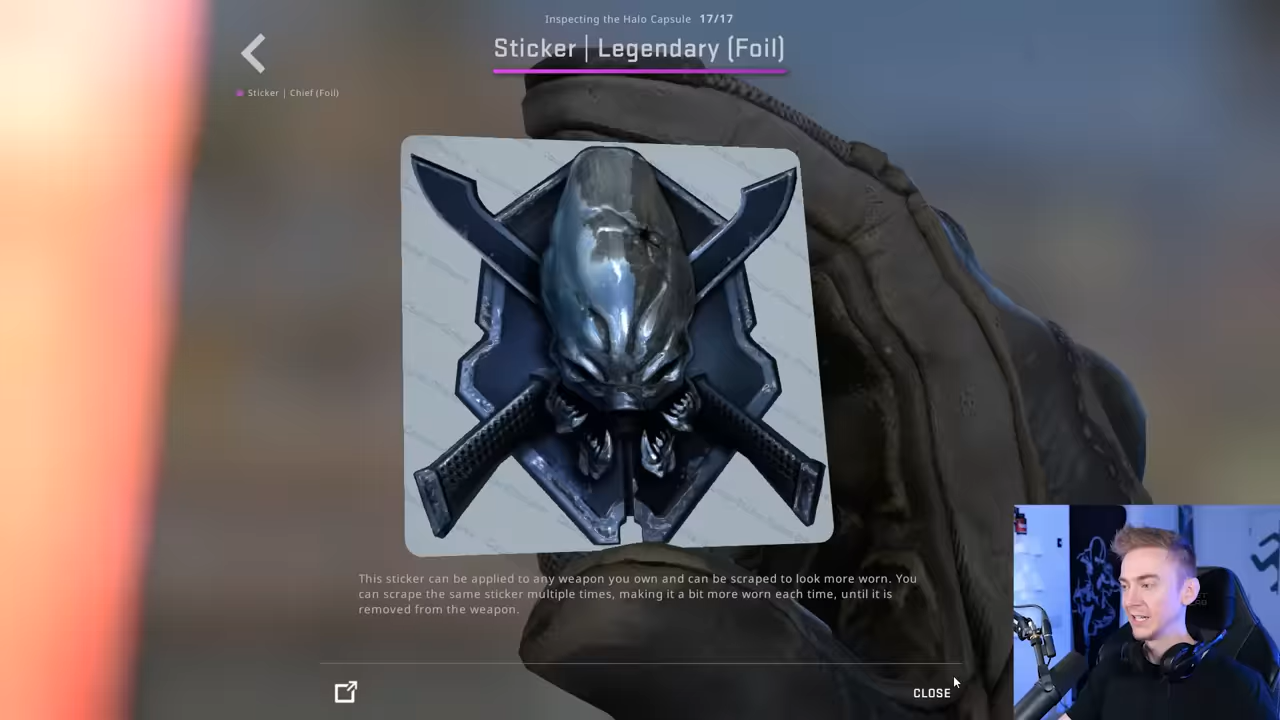 Inspecting the Halo Capsule 17/17
Sticker | Legendary (Foil)
Sticker | Chief (Foil)
This sticker can be applied to any weapon you own and can be scraped to look more worn. You
can scrape the same sticker multiple times, making it a bit more worn each time, until it is
removed from the weapon.
CLOSE